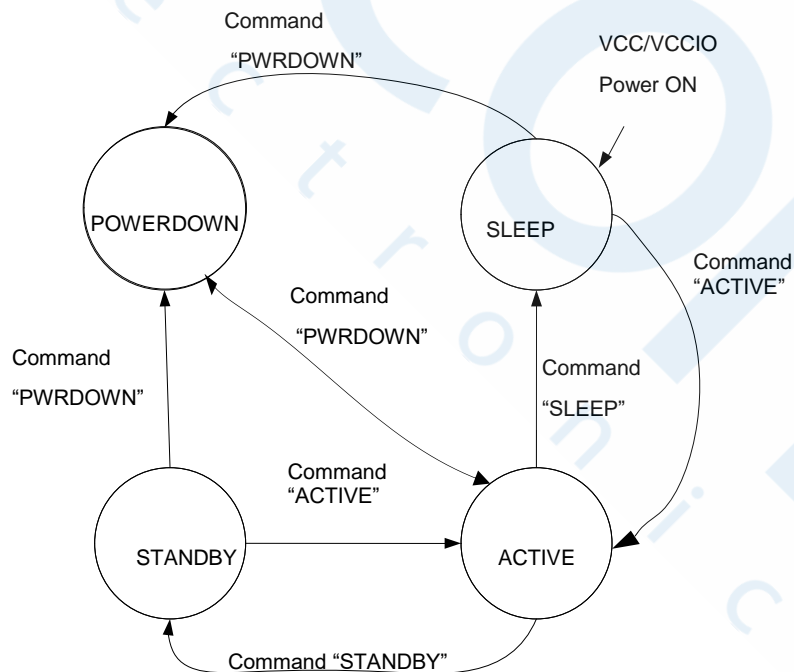 Command
“PWRDOWN”
VCC/VCCIO
Power ON
POWERDOWN
SLEEP
Command
“ACTIVE”
Command
“PWRDOWN”
Command
“PWRDOWN”
Command
“SLEEP”
Command
“ACTIVE”
STANDBY
ACTIVE
Command “STANDBY”